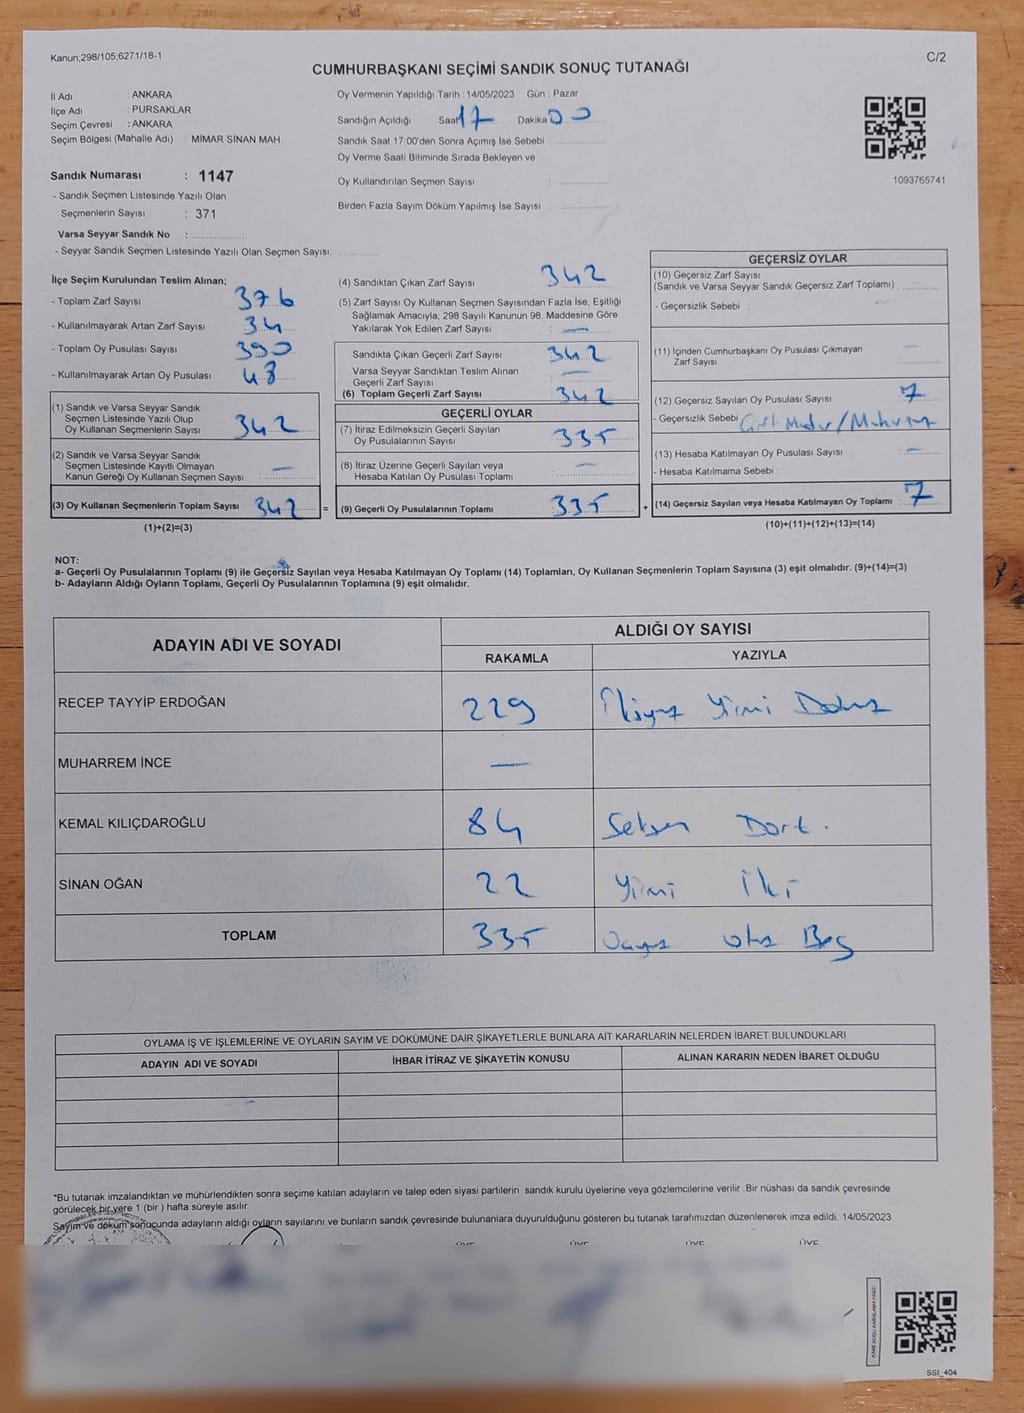 Kanun,298/105,6271/18-1
C/2
CUMHURBAŞKANI SEÇİMİ SANDIK SONUÇ TUTANAĞI
İl Adı : ANKARA
İlçe Adı : PURSAKLAR
Seçim Çevresi : ANKARA
Seçim Bölgesi (Mahalle Adı) : MİMAR SİNAN MAH.
Sandık Numarası : 1147
- Sandık Seçmen Listesinde Yazılı Olan
Seçmenlerin Sayısı : 371
Varsa Seyyar Sandık No :
- Seyyar Sandık Seçmen Listesinde Yazılı Olan Seçmen Sayısı:
Oy Vermenin Yapıldığı Tarih : 14/05/2023 Gün : Pazar
Sandığın Açıldığı Saat 17 Dakika 00
Sandık Saat 17:00'den Sonra Açımış İse Sebebi :
Oy Verme Saati Bitiminde Sırada Bekleyen ve
Oy Kullandırılan Seçmen Sayısı :
Birden Fazla Sayım Döküm Yapılmış İse Sayısı :
1093765741
İlçe Seçim Kurulundan Teslim Alınan;
- Toplam Zarf Sayısı 376
- Kullanılmayarak Artan Zarf Sayısı 34
- Toplam Oy Pusulası Sayısı 390
- Kullanılmayarak Artan Oy Pusulası 48
(1) Sandık ve Varsa Seyyar Sandık
Seçmen Listesinde Yazılı Olup
Oy Kullanan Seçmenlerin Sayısı 342
(2) Sandık ve Varsa Seyyar Sandık
Seçmen Listesinde Kayıtlı Olmayan
Kanun Gereği Oy Kullanan Seçmen Sayısı : —
(3) Oy Kullanan Seçmenlerin Toplam Sayısı 342 =
(1)+(2)=(3)
(4) Sandıktan Çıkan Zarf Sayısı 342
(5) Zarf Sayısı Oy Kullanan Seçmen Sayısından Fazla İse, Eşitliği
Sağlamak Amacıyla; 298 Sayılı Kanunun 98. Maddesine Göre
Yakılarak Yok Edilen Zarf Sayısı : —
Sandıkta Çıkan Geçerli Zarf Sayısı 342
Varsa Seyyar Sandıktan Teslim Alınan
Geçerli Zarf Sayısı : —
(6) Toplam Geçerli Zarf Sayısı 342
GEÇERLİ OYLAR
(7) İtiraz Edilmeksizin Geçerli Sayılan
Oy Pusulalarının Sayısı 335
(8) İtiraz Üzerine Geçerli Sayılan veya
Hesaba Katılan Oy Pusulası Toplamı : —
(9) Geçerli Oy Pusulalarının Toplamı 335 +
GEÇERSİZ OYLAR
(10) Geçersiz Zarf Sayısı
(Sandık ve Varsa Seyyar Sandık Geçersiz Zarf Toplamı) :
- Geçersizlik Sebebi :
(11) İçinden Cumhurbaşkanı Oy Pusulası Çıkmayan
Zarf Sayısı —
(12) Geçersiz Sayılan Oy Pusulası Sayısı 7
- Geçersizlik Sebebi
(13) Hesaba Katılmayan Oy Pusulası Sayısı : —
- Hesaba Katılmama Sebebi :
(14) Geçersiz Sayılan veya Hesaba Katılmayan Oy Toplamı : 7
(10)+(11)+(12)+(13)=(14)
NOT:
a- Geçerli Oy Pusulalarının Toplamı (9) ile Geçersiz Sayılan veya Hesaba Katılmayan Oy Toplamı (14) Toplamları, Oy Kullanan Seçmenlerin Toplam Sayısına (3) eşit olmalıdır. (9)+(14)=(3)
b- Adayların Aldığı Oyların Toplamı, Geçerli Oy Pusulalarının Toplamına (9) eşit olmalıdır.
ADAYIN ADI VE SOYADI
ALDIĞI OY SAYISI
RAKAMLA YAZIYLA
RECEP TAYYİP ERDOĞAN 229 İkiyüz Yirmi Dokuz
MUHARREM İNCE —
KEMAL KILIÇDAROĞLU 84 Seksen Dört.
SİNAN OĞAN 22 Yirmi İki
TOPLAM 335 Üçyüz Otuz Beş
OYLAMA İŞ VE İŞLEMLERİNE VE OYLARIN SAYIM VE DÖKÜMÜNE DAİR ŞİKAYETLERLE BUNLARA AİT KARARLARIN NELERDEN İBARET BULUNDUKLARI
ADAYIN ADI VE SOYADI İHBAR İTİRAZ VE ŞİKAYETİN KONUSU ALINAN KARARIN NEDEN İBARET OLDUĞU
*Bu tutanak imzalandıktan ve mühürlendikten sonra seçime katılan adayların ve talep eden siyasi partilerin sandık kurulu üyelerine veya gözlemcilerine verilir .Bir nüshası da sandık çevresinde
görülecek bir yere 1 (bir ) hafta süreyle asılır.
Sayım ve döküm sonucunda adayların aldığı oyların sayılarını ve bunların sandık çevresinde bulunanlara duyurulduğunu gösteren bu tutanak tarafımızdan düzenlenerek imza edildi. 14/05/2023
ÜYE ÜYE ÜYE ÜYE
SSI_404